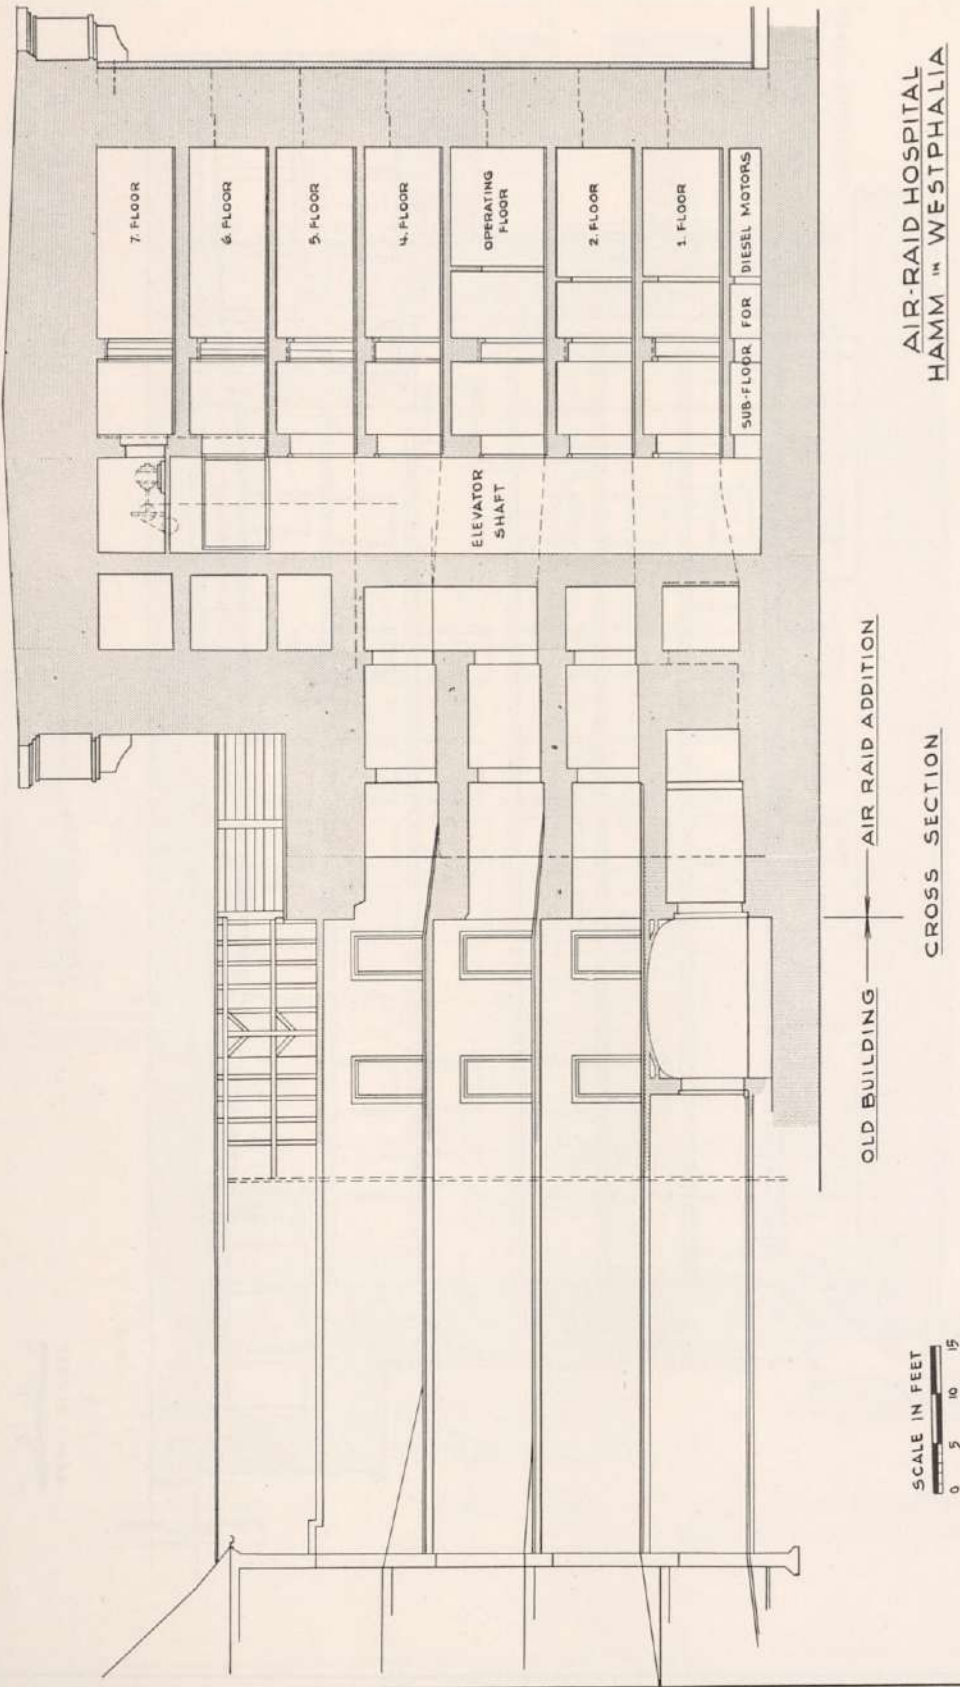 7. FLOOR
6. FLOOR
5. FLOOR
4. FLOOR
OPERATING
FLOOR
2. FLOOR
1. FLOOR
SUB-FLOOR FOR DIESEL MOTORS
ELEVATOR
SHAFT
OLD BUILDING
AIR RAID ADDITION
CROSS SECTION
SCALE IN FEET
0 5 10 15
AIR-RAID HOSPITAL
HAMM IN WESTPHALIA